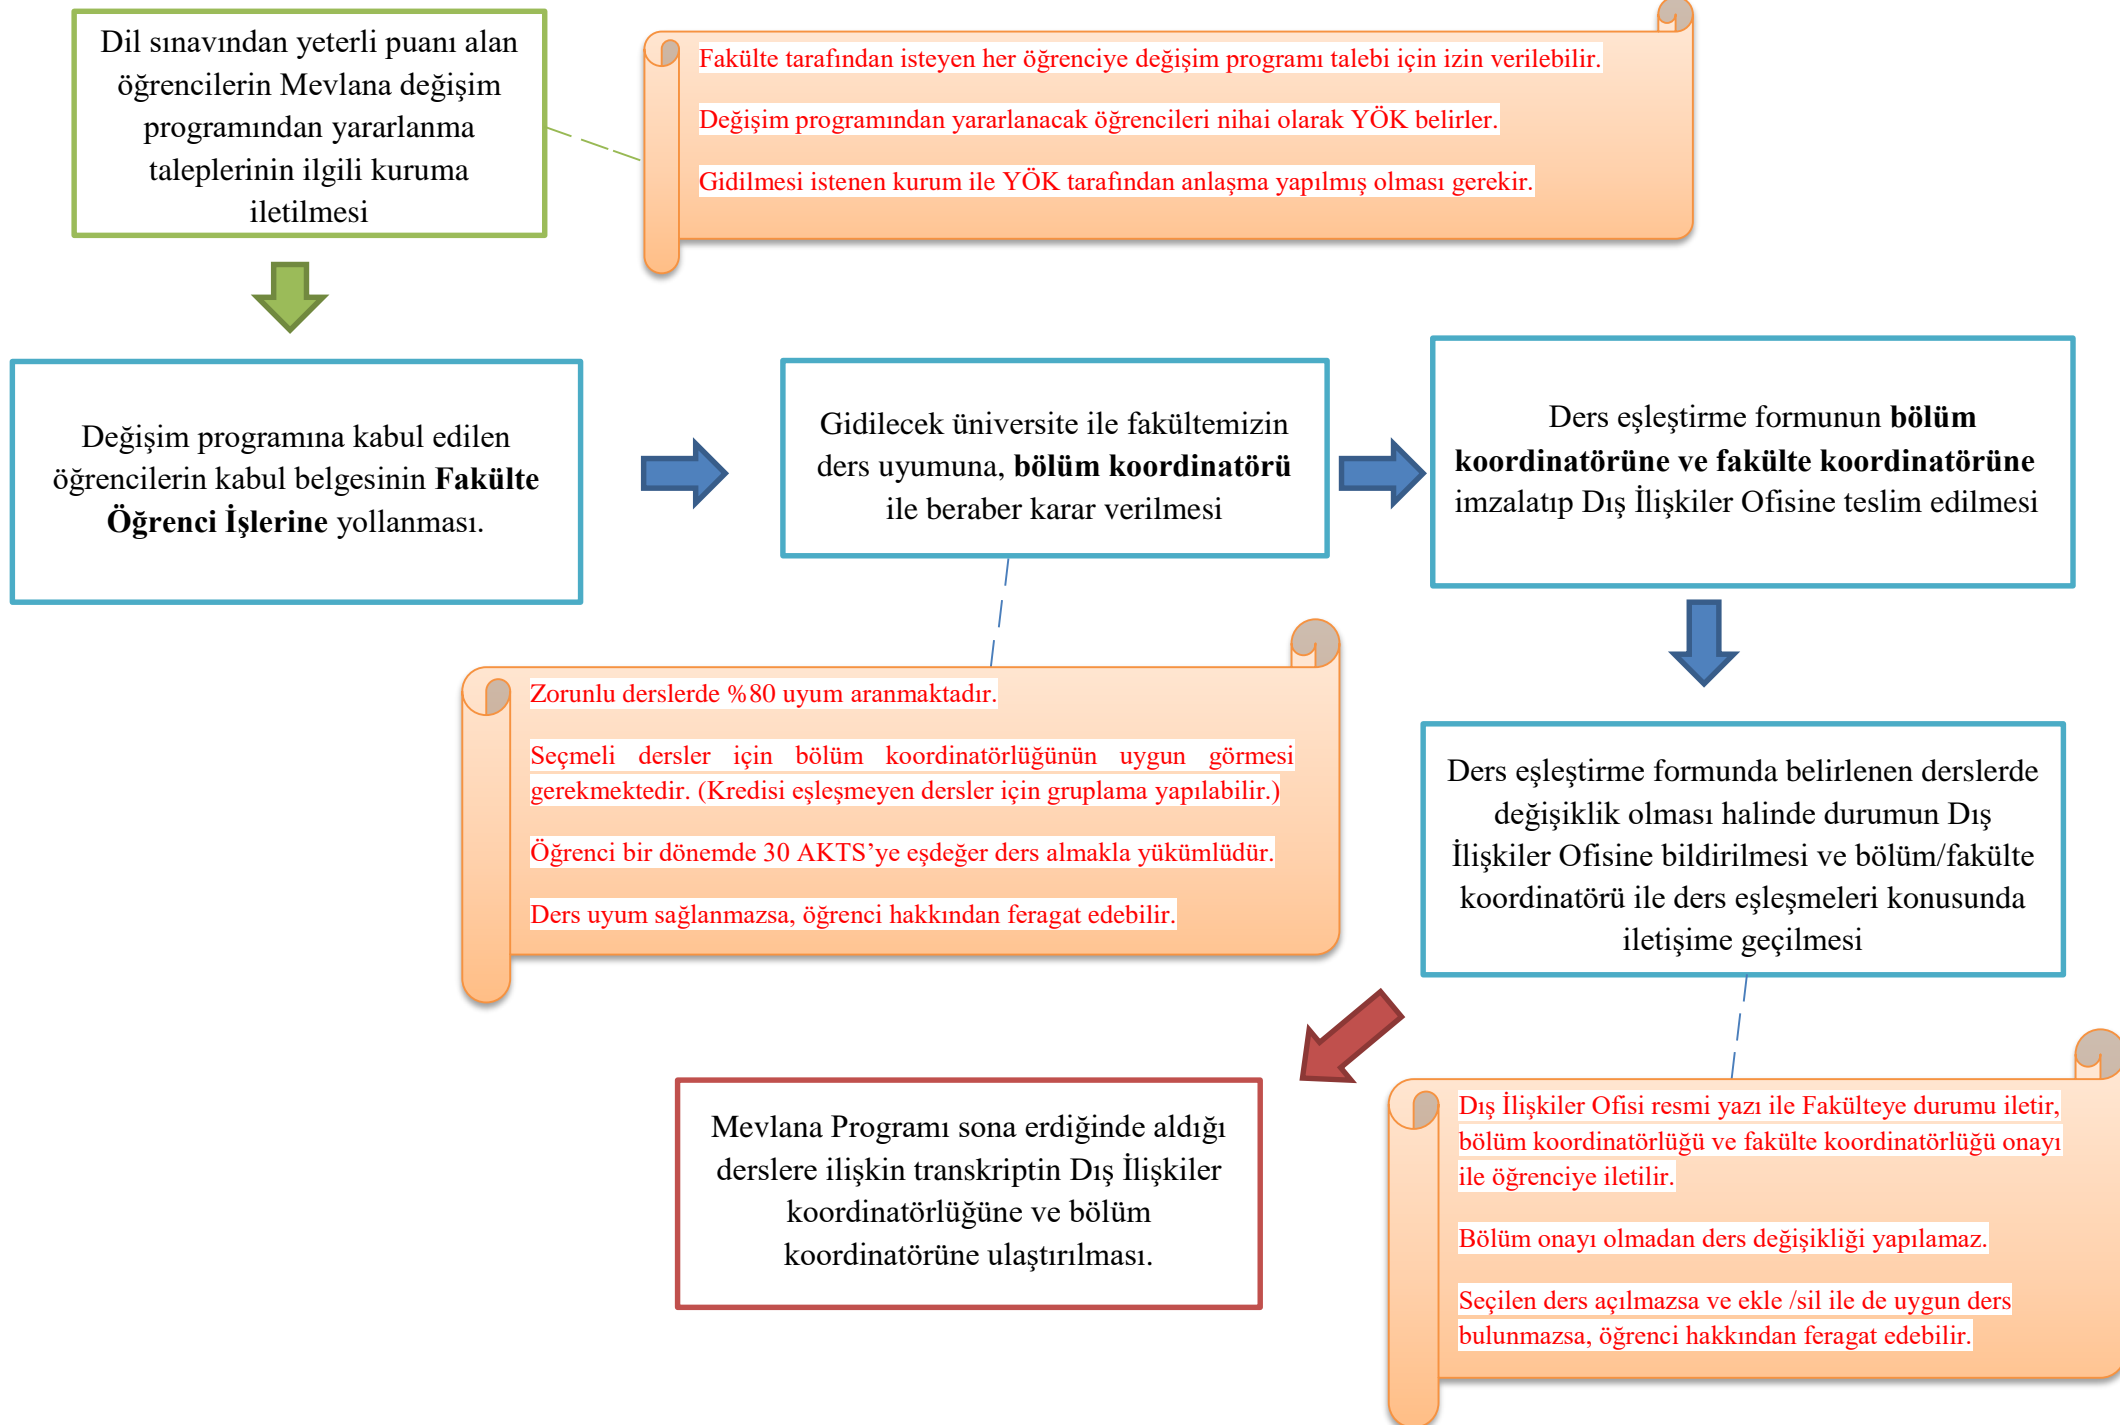 Dil sınavından yeterli puanı alan
öğrencilerin Mevlana değişim
programından yararlanma
taleplerinin ilgili kuruma
iletilmesi
Fakülte tarafından isteyen her öğrenciye değişim programı talebi için izin verilebilir.
Değişim programından yararlanacak öğrencileri nihai olarak YÖK belirler.
Gidilmesi istenen kurum ile YÖK tarafından anlaşma yapılmış olması gerekir.
Değişim programına kabul edilen
öğrencilerin kabul belgesinin Fakülte
Öğrenci İşlerine yollanması.
Gidilecek üniversite ile fakültemizin
ders uyumuna, bölüm koordinatörü
ile beraber karar verilmesi
Ders eşleştirme formunun bölüm
koordinatörüne ve fakülte koordinatörüne
imzalatıp Dış İlişkiler Ofisine teslim edilmesi
Zorunlu derslerde %80 uyum aranmaktadır.
Seçmeli dersler için bölüm koordinatörlüğünün uygun görmesi
gerekmektedir. (Kredisi eşleşmeyen dersler için gruplama yapılabilir.)
Öğrenci bir dönemde 30 AKTS’ye eşdeğer ders almakla yükümlüdür.
Ders uyum sağlanmazsa, öğrenci hakkından feragat edebilir.
Ders eşleştirme formunda belirlenen derslerde
değişiklik olması halinde durumun Dış
İlişkiler Ofisine bildirilmesi ve bölüm/fakülte
koordinatörü ile ders eşleşmeleri konusunda
iletişime geçilmesi
Mevlana Programı sona erdiğinde aldığı
derslere ilişkin transkriptin Dış İlişkiler
koordinatörlüğüne ve bölüm
koordinatörüne ulaştırılması.
Dış İlişkiler Ofisi resmi yazı ile Fakülteye durumu iletir,
bölüm koordinatörlüğü ve fakülte koordinatörlüğü onayı
ile öğrenciye iletilir.
Bölüm onayı olmadan ders değişikliği yapılamaz.
Seçilen ders açılmazsa ve ekle /sil ile de uygun ders
bulunmazsa, öğrenci hakkından feragat edebilir.